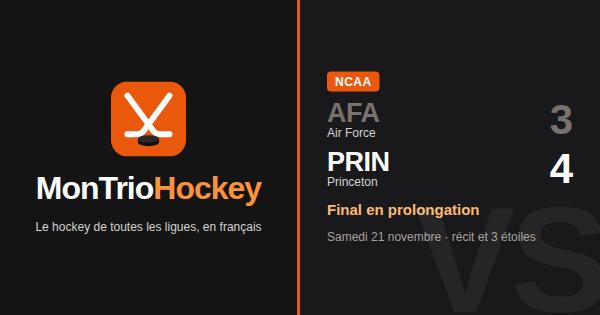 MonTrioHockey
Le hockey de toutes les ligues, en français
NCAA
AFA 3
Air Force
PRIN 4
Princeton
Final en prolongation
Samedi 21 novembre · récit et 3 étoiles
VS